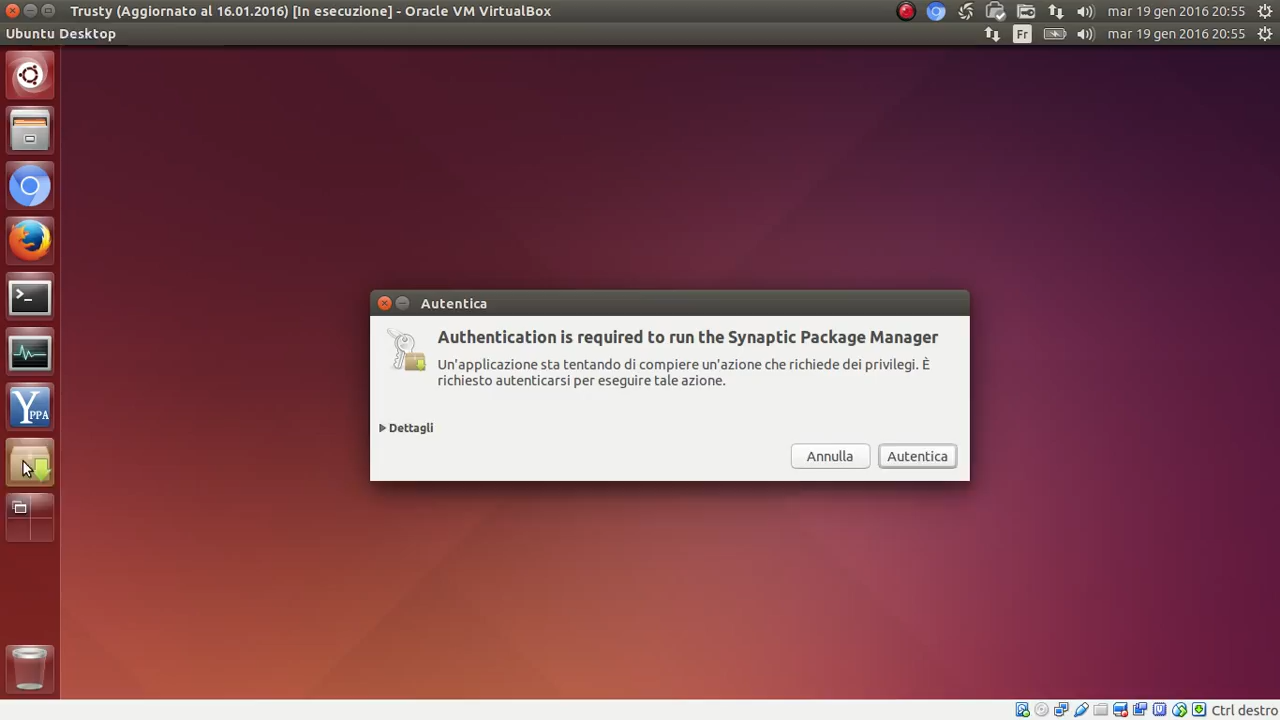 Trusty (Aggiornato al 16.01.2016) [In esecuzione] - Oracle VM VirtualBox
mar 19 gen 2016 20:55
Ubuntu Desktop
Fr
mar 19 gen 2016 20:55
Autentica
Authentication is required to run the Synaptic Package Manager
Un'applicazione sta tentando di compiere un'azione che richiede dei privilegi. È
richiesto autenticarsi per eseguire tale azione.
Dettagli
Annulla
Autentica
Y PPA
Ctrl destro